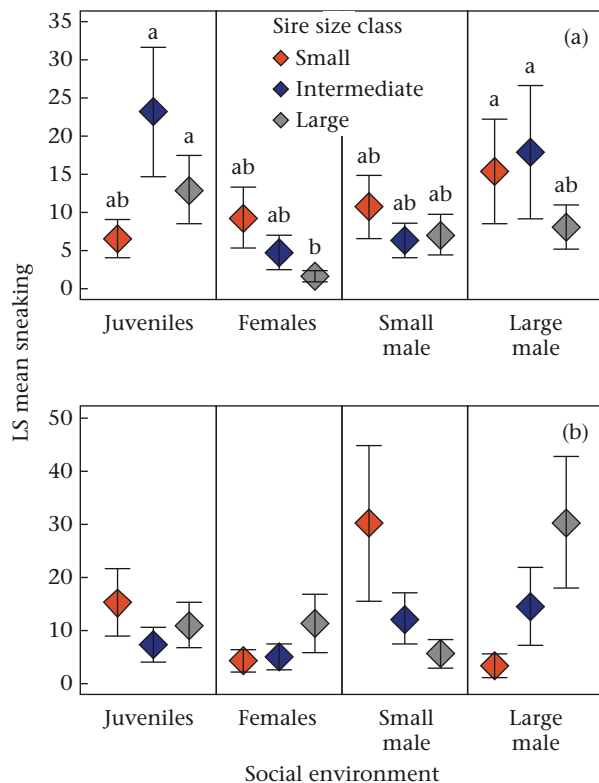 35
30
25
20
15
10
5
0
Sire size class
Small
Intermediate
Large
(a)
ab
a
a
ab
ab
b
ab
ab
ab
a
a
ab
Juveniles
Females
Small
male
Large
male
LS mean sneaking
50
40
30
20
10
0
(b)
Juveniles
Females
Small
male
Large
male
Social environment